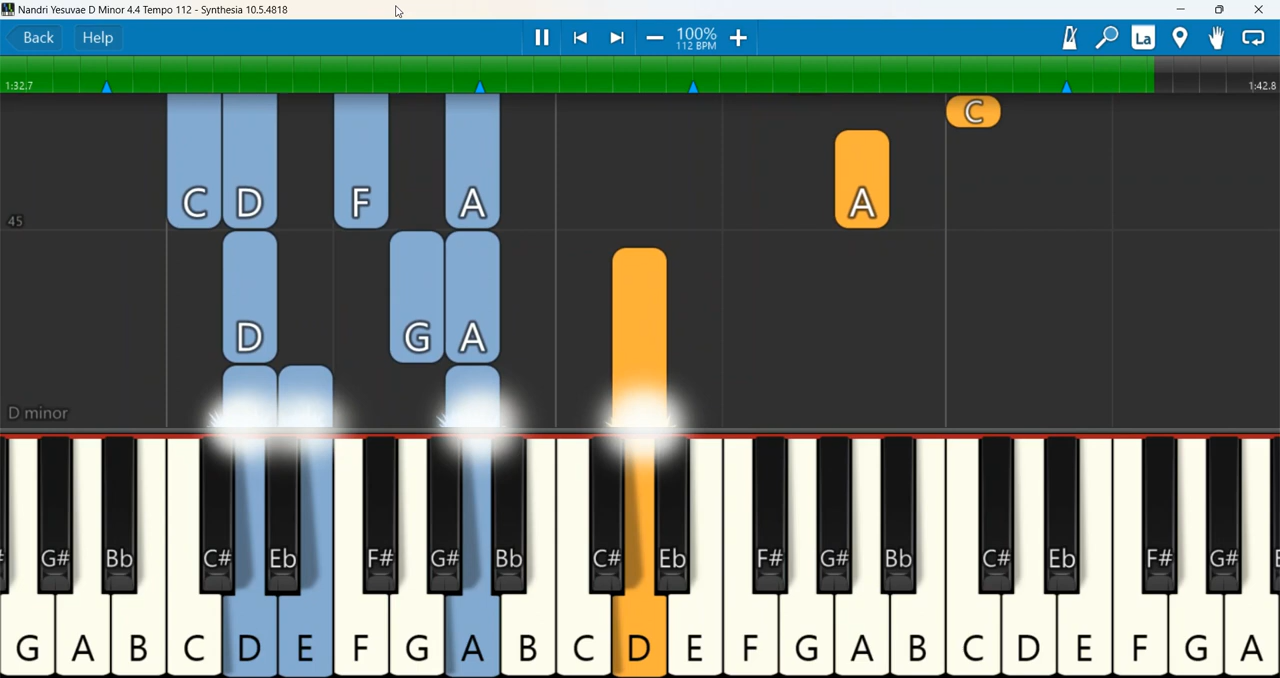 Nandri Yesuvae D Minor 4.4 Tempo 112 - Synthesia 10.5.4818
Back Help 100% La
112 BPM
1:32.7 1:42.8
C
C D F A A
45
D G A
D minor
G# Bb C# Eb F# G# Bb C# Eb F# G# Bb C# Eb F# G#
G A B C D E F G A B C D E F G A B C D E F G A